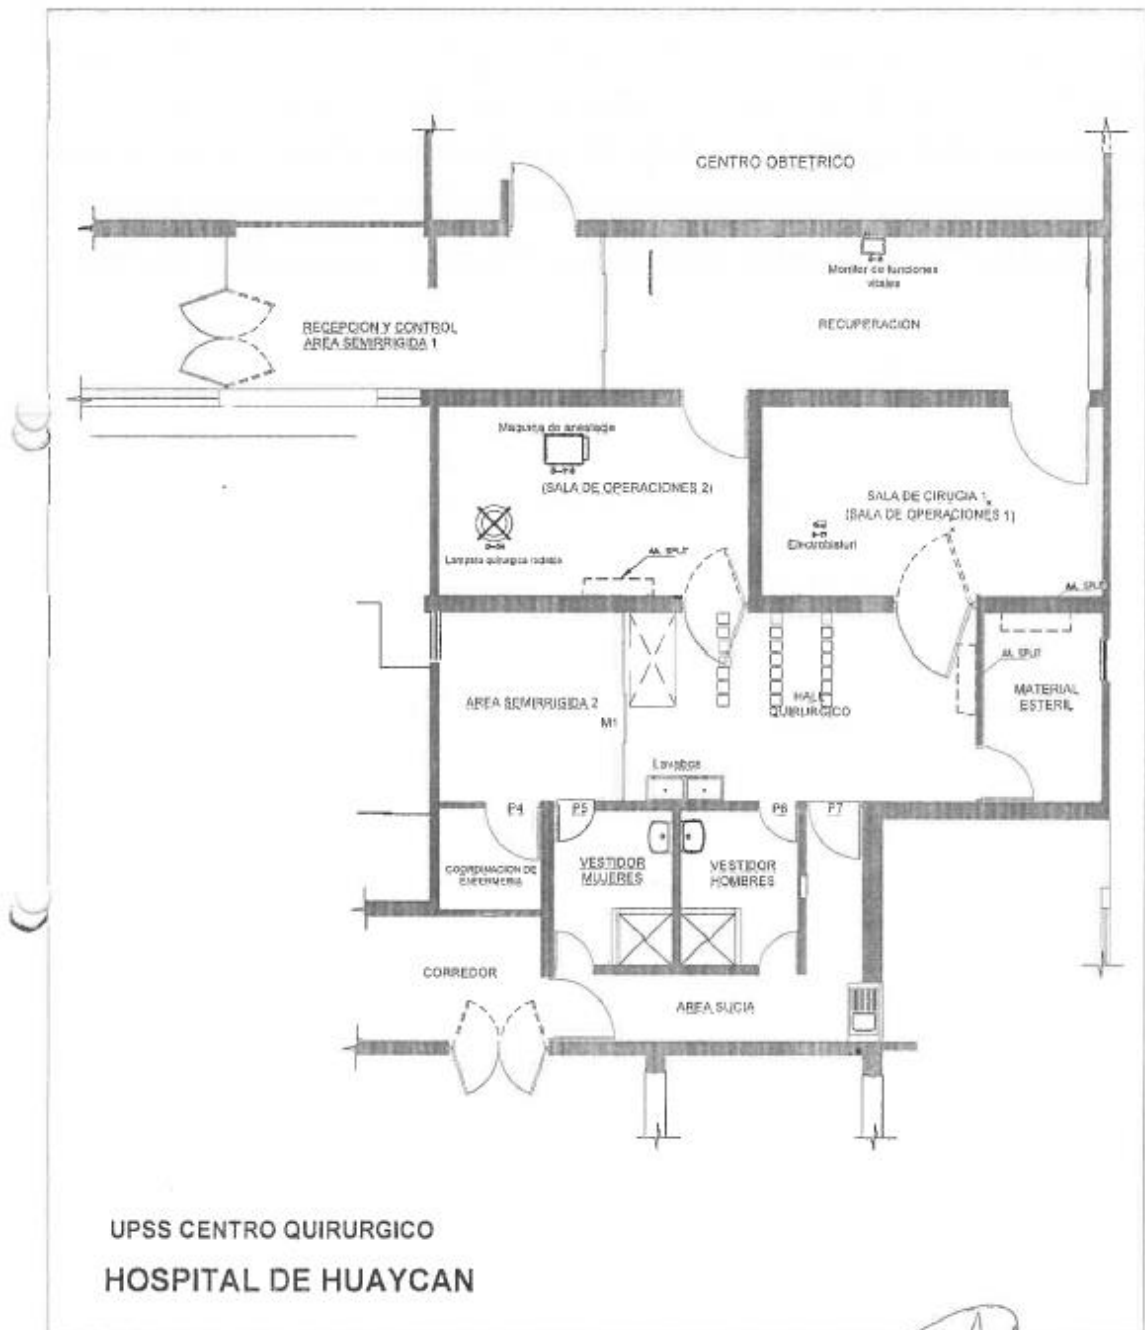 CENTRO OBTETRICO
Monitor de funciones
vitales
RECEPCION Y CONTROL
AREA SEMIRRIGIDA 1
RECUPERACION
Maquina de anestesia
(SALA DE OPERACIONES 2)
SALA DE CIRUGIA 1
(SALA DE OPERACIONES 1)
Electrobisturi
Lampara quirurgica rodable
AA. SPLIT
AA. SPLIT
AA. SPLIT
AREA SEMIRRIGIDA 2
M1
HALL
QUIRURGICO
MATERIAL
ESTERIL
Lavabos
P4
P5
P6
P7
COORDINACION DE
ENFERMERIA
VESTIDOR
MUJERES
VESTIDOR
HOMBRES
CORREDOR
AREA SUCIA
UPSS CENTRO QUIRURGICO
HOSPITAL DE HUAYCAN